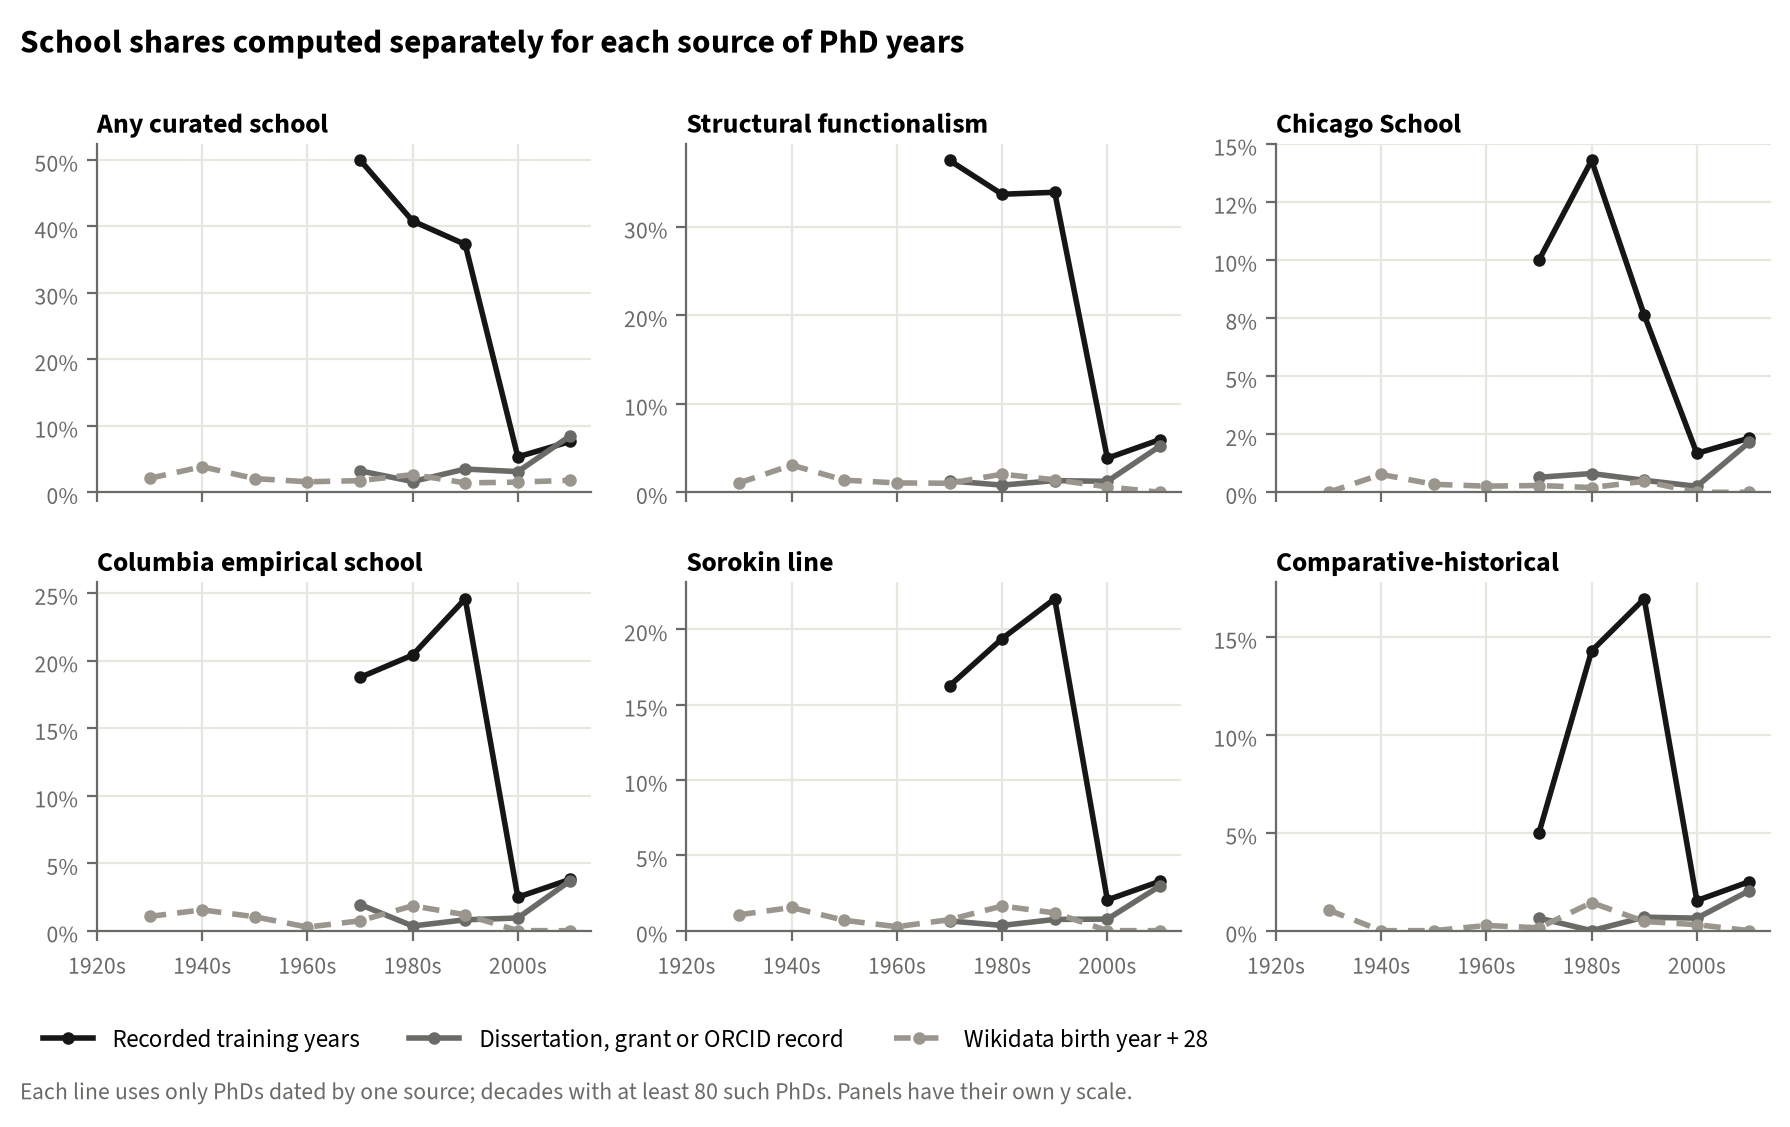 School shares computed separately for each source of PhD years
Any curated school
50%
40%
30%
20%
10%
0%
Structural functionalism
30%
20%
10%
0%
Chicago School
15%
12%
10%
8%
5%
2%
0%
Columbia empirical school
25%
20%
15%
10%
5%
0%
1920s 1940s 1960s 1980s 2000s
Sorokin line
20%
15%
10%
5%
0%
1920s 1940s 1960s 1980s 2000s
Comparative-historical
15%
10%
5%
0%
1920s 1940s 1960s 1980s 2000s
Recorded training years Dissertation, grant or ORCID record Wikidata birth year + 28
Each line uses only PhDs dated by one source; decades with at least 80 such PhDs. Panels have their own y scale.